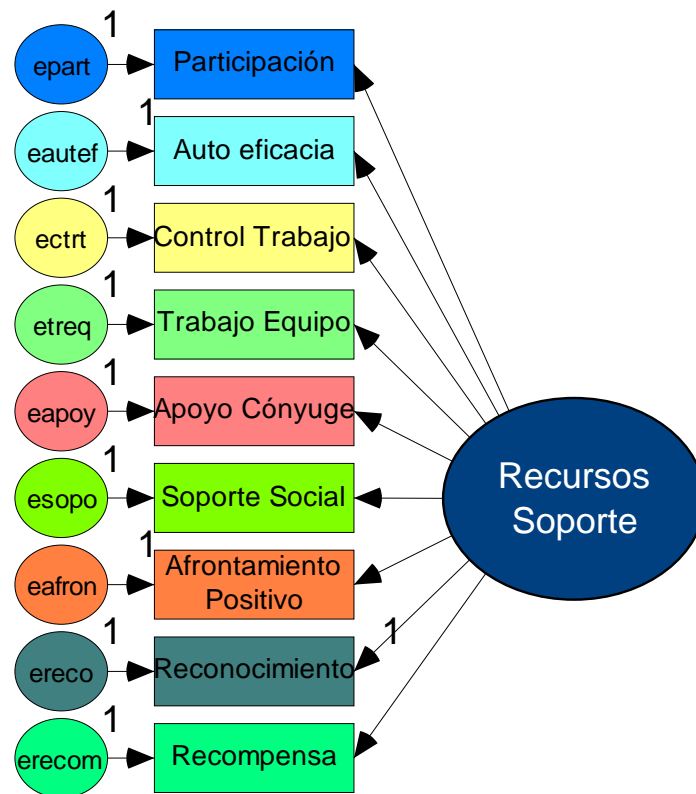 1
epart
Participación
1
eautef
Auto eficacia
1
ectrt
Control Trabajo
1
etreq
Trabajo Equipo
1
eapoy
Apoyo Cónyuge
1
esopo
Soporte Social
1
eafron
Afrontamiento
Positivo
1
ereco
Reconocimiento
1
1
erecom
Recompensa
Recursos
Soporte